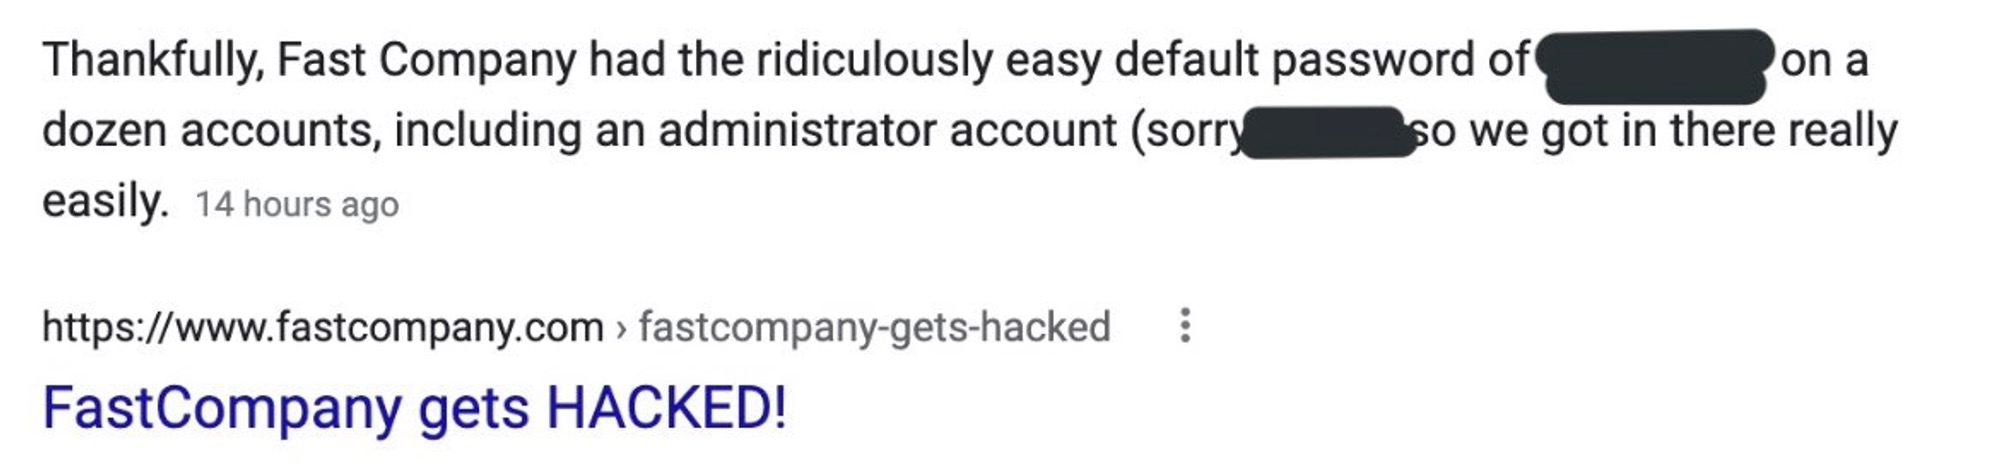 Thankfully, Fast Company had the ridiculously easy default password of on a
dozen accounts, including an administrator account (sorry so we got in there really
easily. 14 hours ago
https://www.fastcompany.com › fastcompany-gets-hacked
FastCompany gets HACKED!